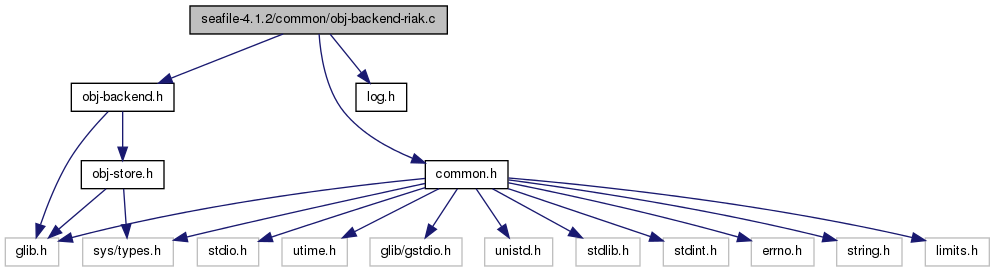 seafile-4.1.2/common/obj-backend-riak.c
obj-backend.h
log.h
obj-store.h
common.h
glib.h
sys/types.h
stdio.h
utime.h
glib/gstdio.h
unistd.h
stdlib.h
stdint.h
errno.h
string.h
limits.h